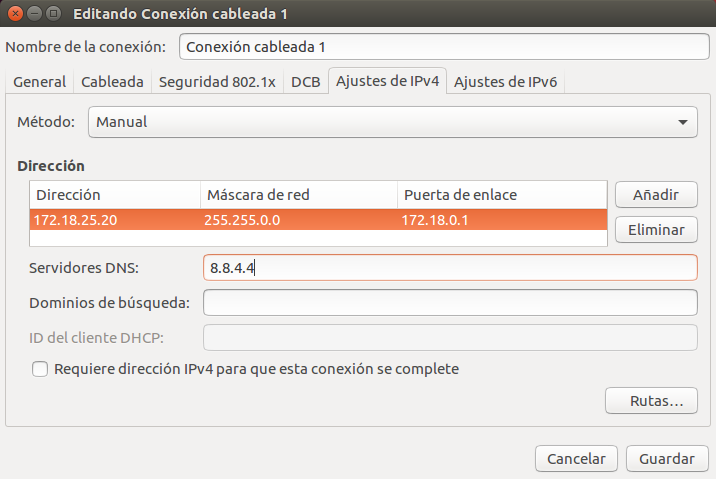 Editando Conexión cableada 1
Nombre de la conexión: Conexión cableada 1
General Cableada Seguridad 802.1x DCB Ajustes de IPv4 Ajustes de IPv6
Método: Manual
Dirección
Dirección Máscara de red Puerta de enlace Añadir
172.18.25.20 255.255.0.0 172.18.0.1
Eliminar
Servidores DNS: 8.8.4.4
Dominios de búsqueda:
ID del cliente DHCP:
Requiere dirección IPv4 para que esta conexión se complete
Rutas...
Cancelar Guardar